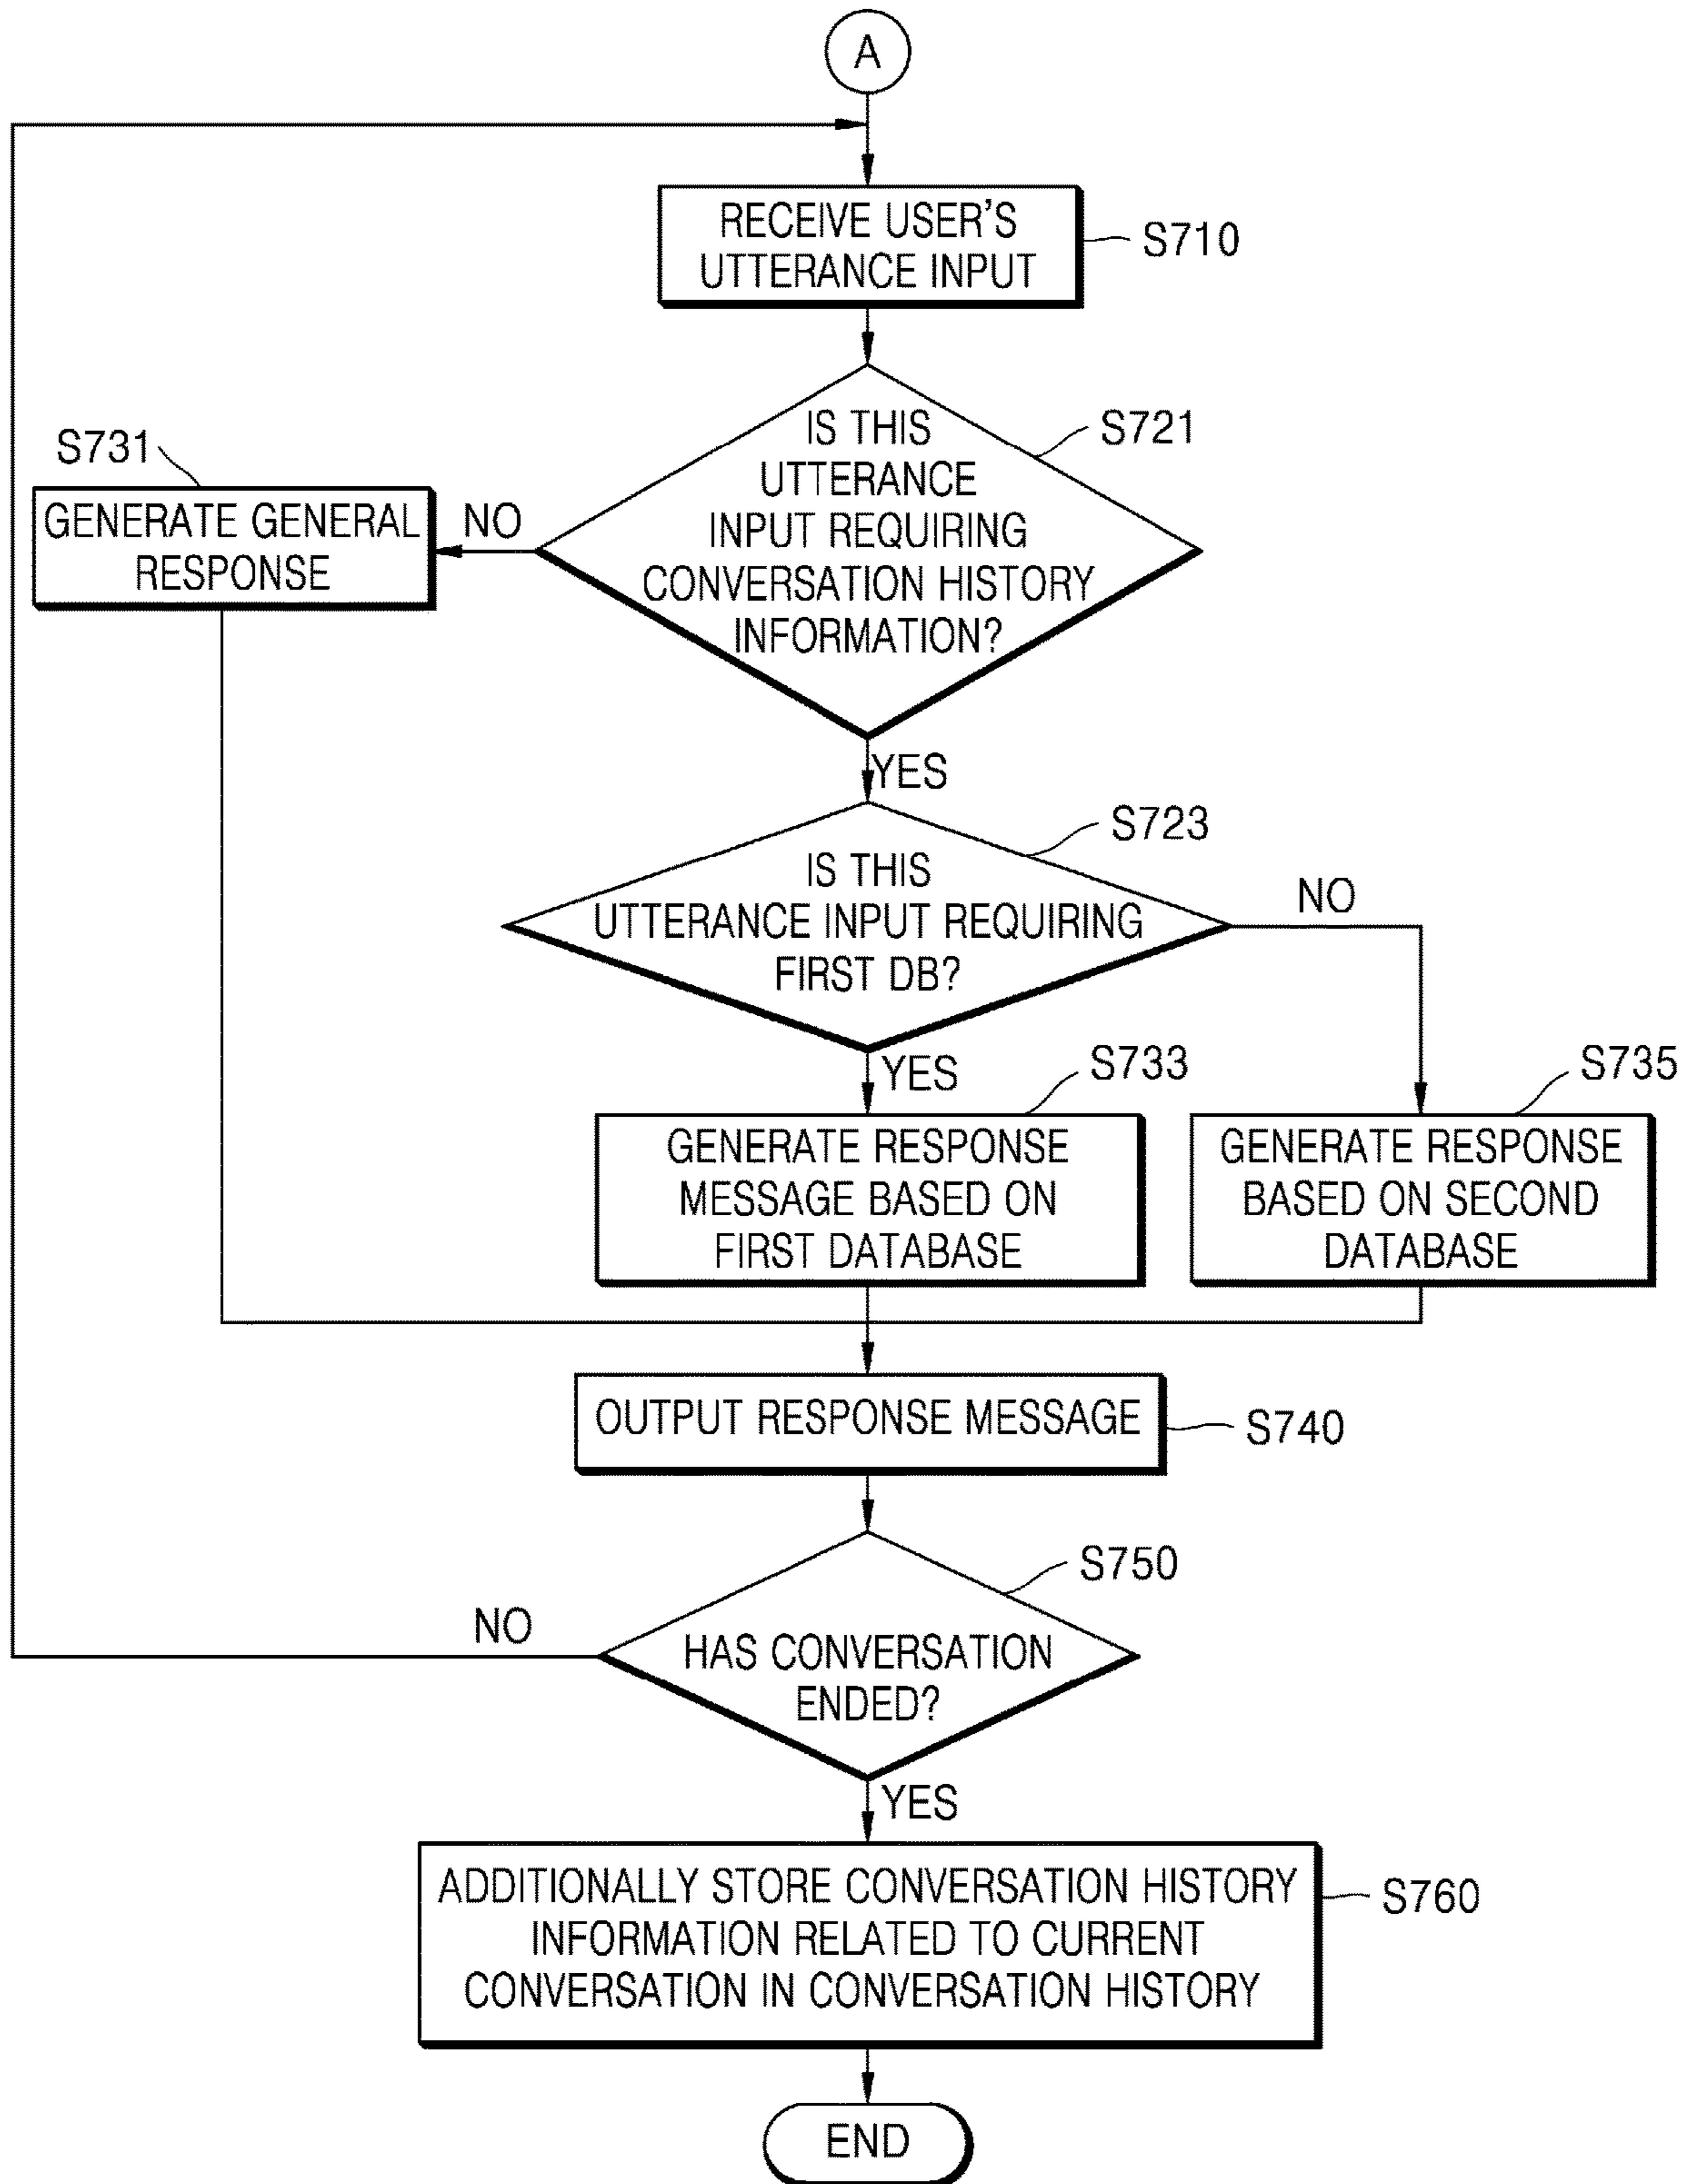 A
RECEIVE USER'S
UTTERANCE INPUT
S710
IS THIS
UTTERANCE
INPUT REQUIRING
CONVERSATION HISTORY
INFORMATION?
S721
NO
S731
GENERATE GENERAL
RESPONSE
YES
IS THIS
UTTERANCE INPUT REQUIRING
FIRST DB?
S723
NO
YES
S733
GENERATE RESPONSE
MESSAGE BASED ON
FIRST DATABASE
S735
GENERATE RESPONSE
BASED ON SECOND
DATABASE
OUTPUT RESPONSE MESSAGE
S740
HAS CONVERSATION
ENDED?
S750
NO
YES
ADDITIONALLY STORE CONVERSATION HISTORY
INFORMATION RELATED TO CURRENT
CONVERSATION IN CONVERSATION HISTORY
S760
END